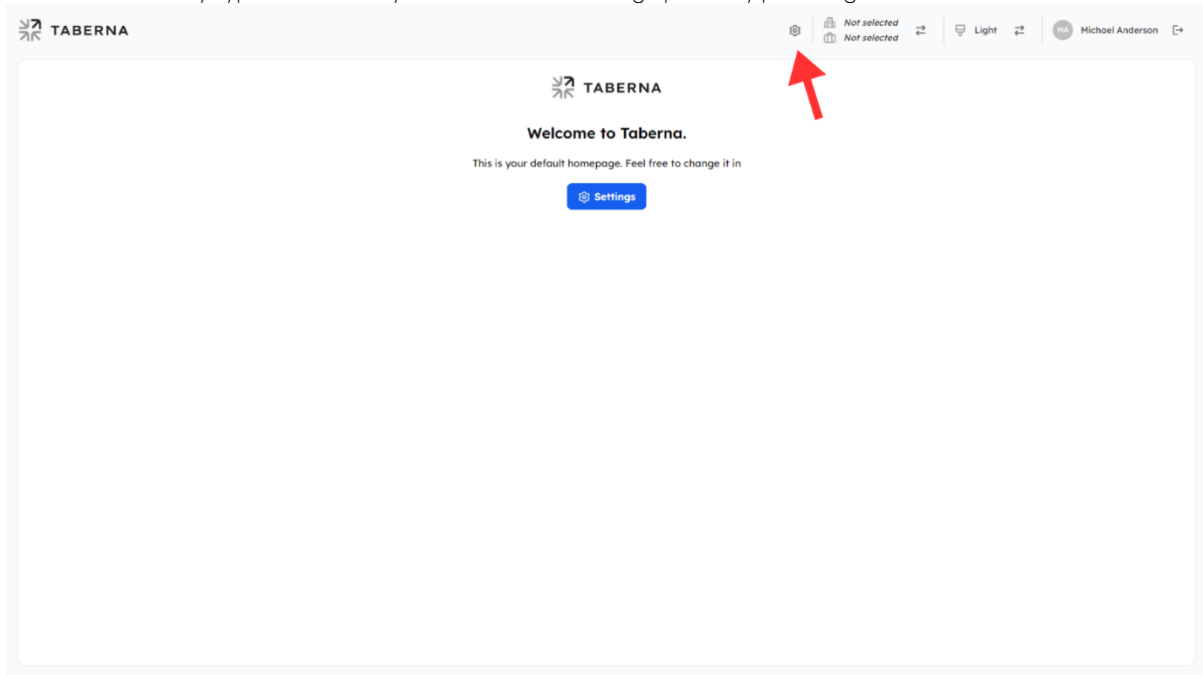 TABERNA
Not selected
Not selected
Light
MA
Michael Anderson
TABERNA
Welcome to Taberna.
This is your default homepage. Feel free to change it in
Settings